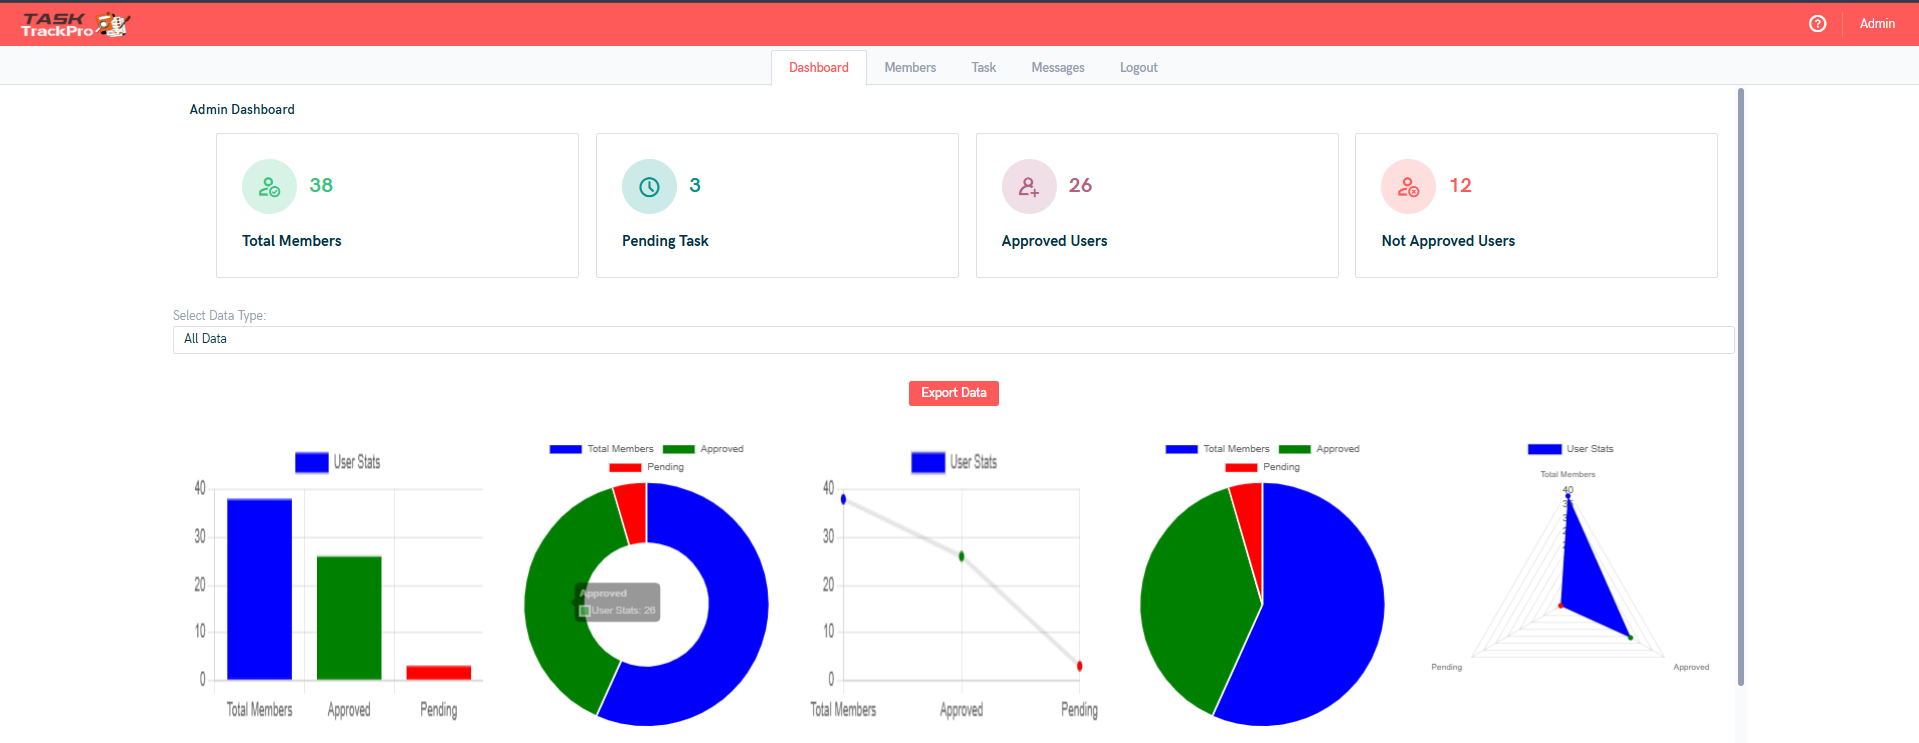 TASK
TrackPro
Admin
Dashboard Members Task Messages Logout
Admin Dashboard
38
Total Members
3
Pending Task
26
Approved Users
12
Not Approved Users
Select Data Type:
All Data
Export Data
User Stats
40
30
20
10
0
Total Members Approved Pending
Total Members Approved
Pending
Approved
User Stats: 26
User Stats
40
30
20
10
0
Total Members Approved Pending
Total Members Approved
Pending
User Stats
Total Members
40
Pending Approved